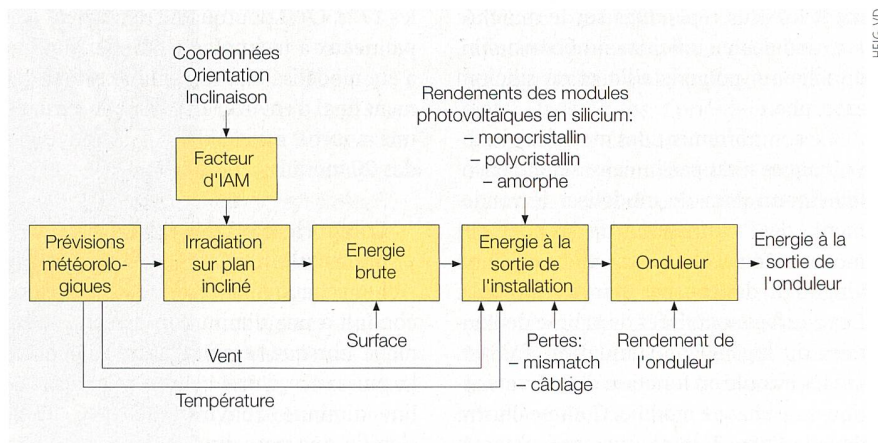 Coordonnées
Orientation
Inclinaison
Rendements des modules
photovoltaïques en silicium:
– monocristallin
– polycristallin
– amorphe
Facteur
d'IAM
Prévisions
météorolo-
giques
Irradiation
sur plan
incliné
Energie
brute
Energie à la
sortie de
l'installation
Onduleur
Energie à la
sortie de
l'onduleur
Surface
Pertes:
– mismatch
– câblage
Rendement de
l'onduleur
Vent
Température
HEIG-VD